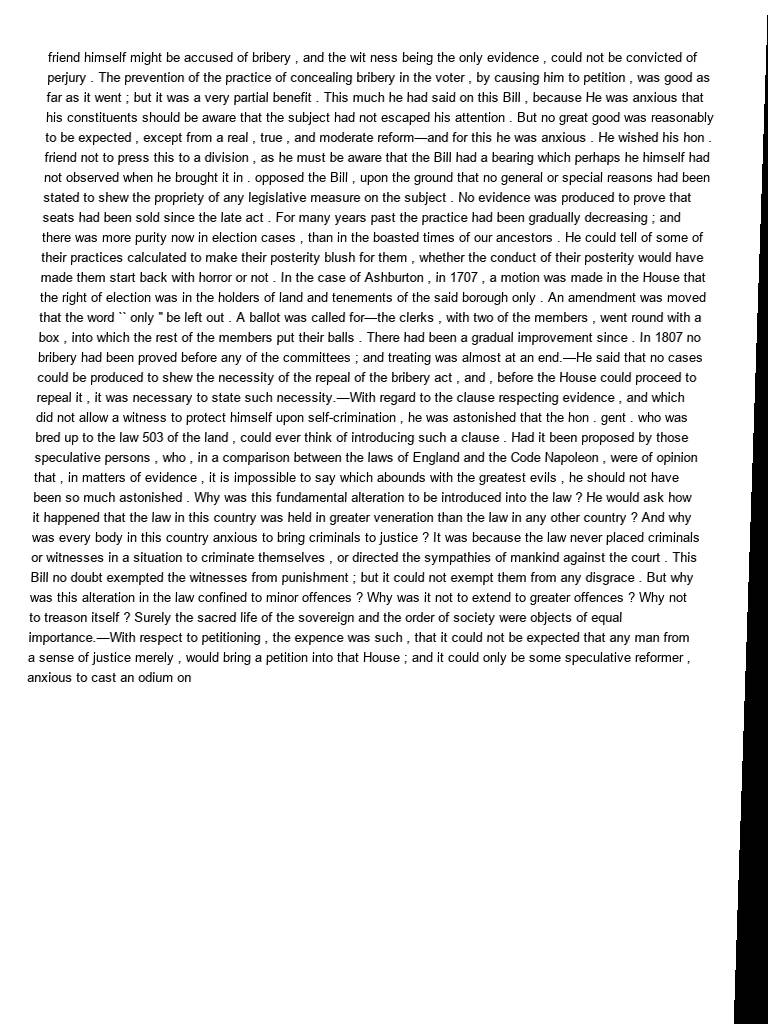 friend himself might be accused of bribery , and the wit ness being the only evidence , could not be convicted of
perjury . The prevention of the practice of concealing bribery in the voter , by causing him to petition , was good as
far as it went ; but it was a very partial benefit . This much he had said on this Bill , because He was anxious that
his constituents should be aware that the subject had not escaped his attention . But no great good was reasonably
to be expected , except from a real , true , and moderate reform—and for this he was anxious . He wished his hon .
friend not to press this to a division , as he must be aware that the Bill had a bearing which perhaps he himself had
not observed when he brought it in . opposed the Bill , upon the ground that no general or special reasons had been
stated to shew the propriety of any legislative measure on the subject . No evidence was produced to prove that
seats had been sold since the late act . For many years past the practice had been gradually decreasing ; and
there was more purity now in election cases , than in the boasted times of our ancestors . He could tell of some of
their practices calculated to make their posterity blush for them , whether the conduct of their posterity would have
made them start back with horror or not . In the case of Ashburton , in 1707 , a motion was made in the House that
the right of election was in the holders of land and tenements of the said borough only . An amendment was moved
that the word `` only " be left out . A ballot was called for—the clerks , with two of the members , went round with a
box , into which the rest of the members put their balls . There had been a gradual improvement since . In 1807 no
bribery had been proved before any of the committees ; and treating was almost at an end.—He said that no cases
could be produced to shew the necessity of the repeal of the bribery act , and , before the House could proceed to
repeal it , it was necessary to state such necessity.—With regard to the clause respecting evidence , and which
did not allow a witness to protect himself upon self-crimination , he was astonished that the hon . gent . who was
bred up to the law 503 of the land , could ever think of introducing such a clause . Had it been proposed by those
speculative persons , who , in a comparison between the laws of England and the Code Napoleon , were of opinion
that , in matters of evidence , it is impossible to say which abounds with the greatest evils , he should not have
been so much astonished . Why was this fundamental alteration to be introduced into the law ? He would ask how
it happened that the law in this country was held in greater veneration than the law in any other country ? And why
was every body in this country anxious to bring criminals to justice ? It was because the law never placed criminals
or witnesses in a situation to criminate themselves , or directed the sympathies of mankind against the court . This
Bill no doubt exempted the witnesses from punishment ; but it could not exempt them from any disgrace . But why
was this alteration in the law confined to minor offences ? Why was it not to extend to greater offences ? Why not
to treason itself ? Surely the sacred life of the sovereign and the order of society were objects of equal
importance.—With respect to petitioning , the expence was such , that it could not be expected that any man from
a sense of justice merely , would bring a petition into that House ; and it could only be some speculative reformer ,
anxious to cast an odium on